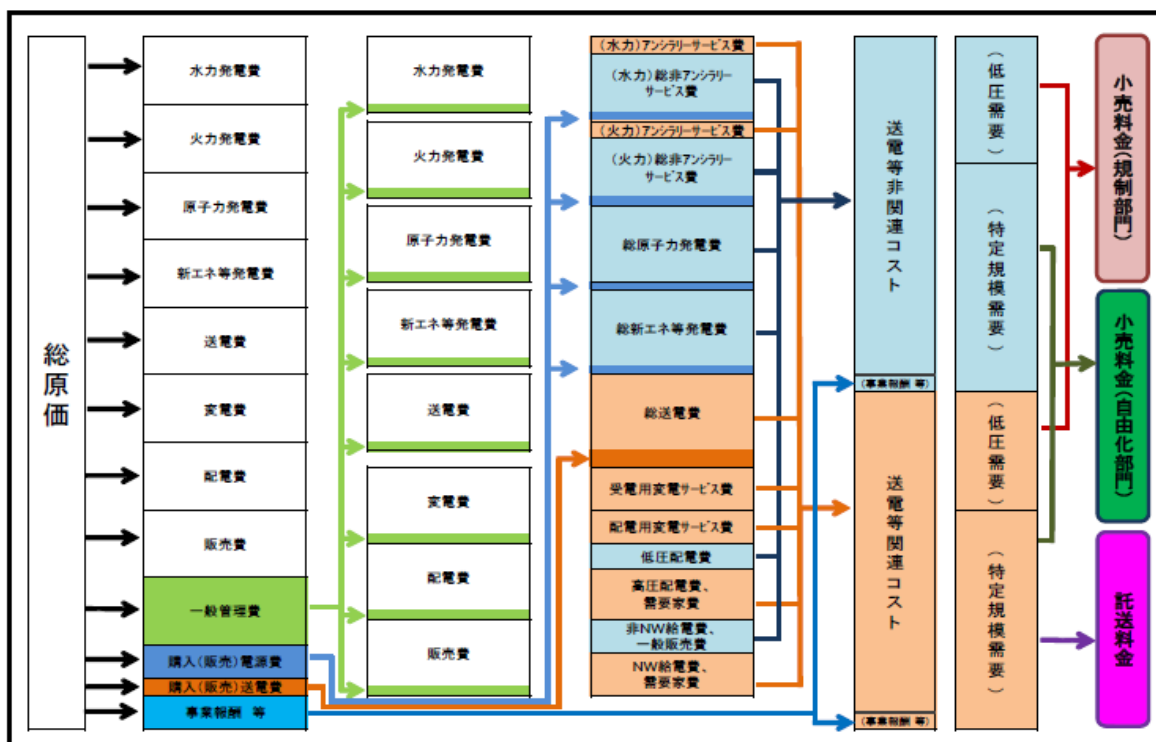 総原価
水力発電費
火力発電費
原子力発電費
新エネ等発電費
送電費
変電費
配電費
販売費
一般管理費
購入(販売)電源費
購入(販売)送電費
事業報酬 等
水力発電費
火力発電費
原子力発電費
新エネ等発電費
送電費
変電費
配電費
販売費
(水力)アンシラリーサービス費
(水力)総非アンシラリー
サービス費
(火力)アンシラリーサービス費
(火力)総非アンシラリー
サービス費
総原子力発電費
総新エネ等発電費
総送電費
受電用変電サービス費
配電用変電サービス費
低圧配電費
高圧配電費、
需要家費
非NW給電費、
一般販売費
NW給電費、
需要家費
送電等非関連コスト
(事業報酬 等)
送電等関連コスト
(事業報酬 等)
(低圧需要)
(特定規模需要)
(低圧需要)
(特定規模需要)
小売料金(規制部門)
小売料金(自由化部門)
託送料金